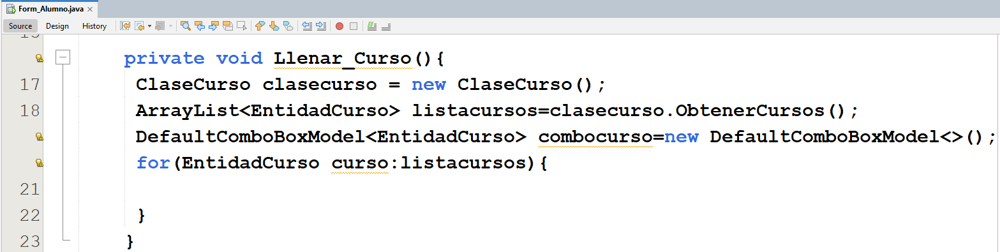 Form_Alumno.java ×
Source Design History
private void Llenar_Curso(){
17 ClaseCurso clasecurso = new ClaseCurso();
18 ArrayList<EntidadCurso> listacursos=clasecurso.ObtenerCursos();
DefaultComboBoxModel<EntidadCurso> combocurso=new DefaultComboBoxModel<>();
for(EntidadCurso curso:listacursos){
21
22 }
23 }